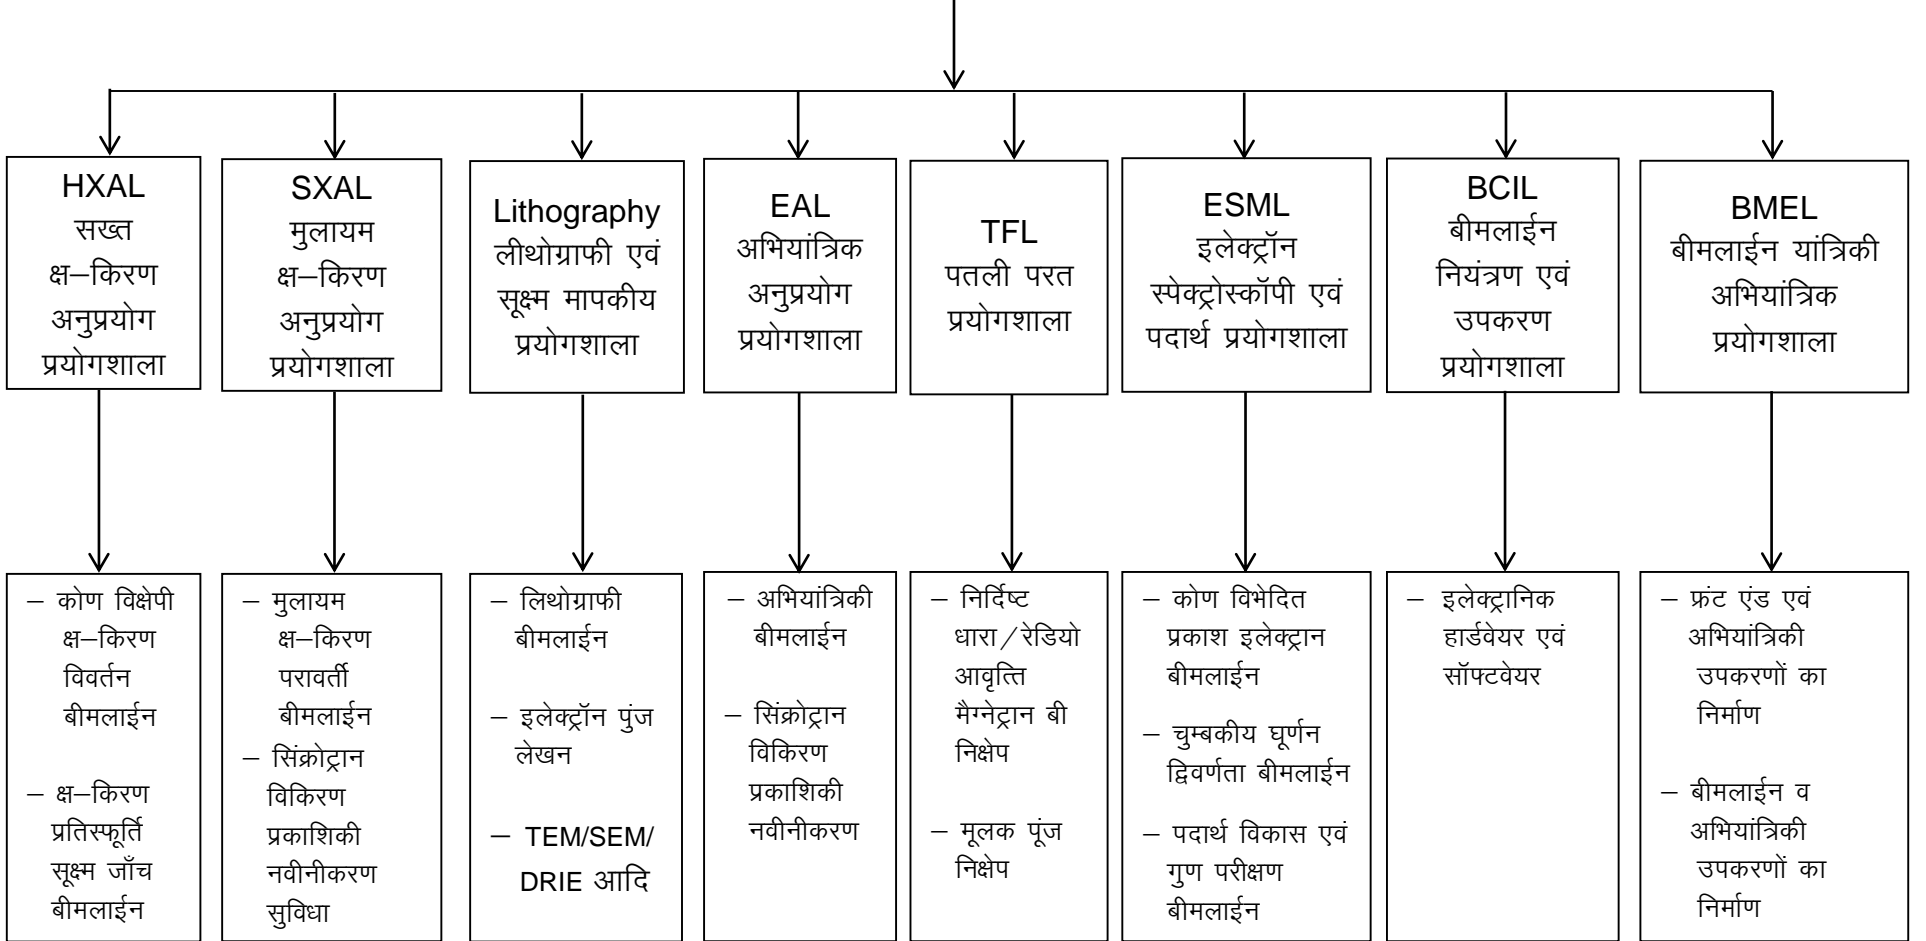 HXAL
सख्त
क्ष–किरण
अनुप्रयोग
प्रयोगशाला
SXAL
मुलायम
क्ष–किरण
अनुप्रयोग
प्रयोगशाला
Lithography
लीथोग्राफी एवं
सूक्ष्म मापकीय
प्रयोगशाला
EAL
अभियांत्रिक
अनुप्रयोग
प्रयोगशाला
TFL
पतली परत
प्रयोगशाला
ESML
इलेक्ट्रॉन
स्पेक्ट्रोस्कॉपी एवं
पदार्थ प्रयोगशाला
BCIL
बीमलाईन
नियंत्रण एवं
उपकरण
प्रयोगशाला
BMEL
बीमलाईन यांत्रिकी
अभियांत्रिक
प्रयोगशाला
– कोण विक्षेपी
क्ष–किरण
विवर्तन
बीमलाईन
– क्ष–किरण
प्रतिस्फूर्ति
सूक्ष्म जाँच
बीमलाईन
– मुलायम
क्ष–किरण
परावर्ती
बीमलाईन
– सिंक्रोट्रान
विकिरण
प्रकाशिकी
नवीनीकरण
सुविधा
– लिथोग्राफी
बीमलाईन
– इलेक्ट्रॉन पुंज
लेखन
– TEM/SEM/
DRIE आदि
– अभियांत्रिकी
बीमलाईन
– सिंक्रोट्रान
विकिरण
प्रकाशिकी
नवीनीकरण
– निर्दिष्ट
धारा/रेडियो
आवृत्ति
मैग्नेट्रान बी
निक्षेप
– मूलक पूंज
निक्षेप
– कोण विभेदित
प्रकाश इलेक्ट्रान
बीमलाईन
– चुम्बकीय घूर्णन
द्विवर्णता बीमलाईन
– पदार्थ विकास एवं
गुण परीक्षण
बीमलाईन
– इलेक्ट्रानिक
हार्डवेयर एवं
सॉफ्टवेयर
– फ्रंट एंड एवं
अभियांत्रिकी
उपकरणों का
निर्माण
– बीमलाईन व
अभियांत्रिकी
उपकरणों का
निर्माण